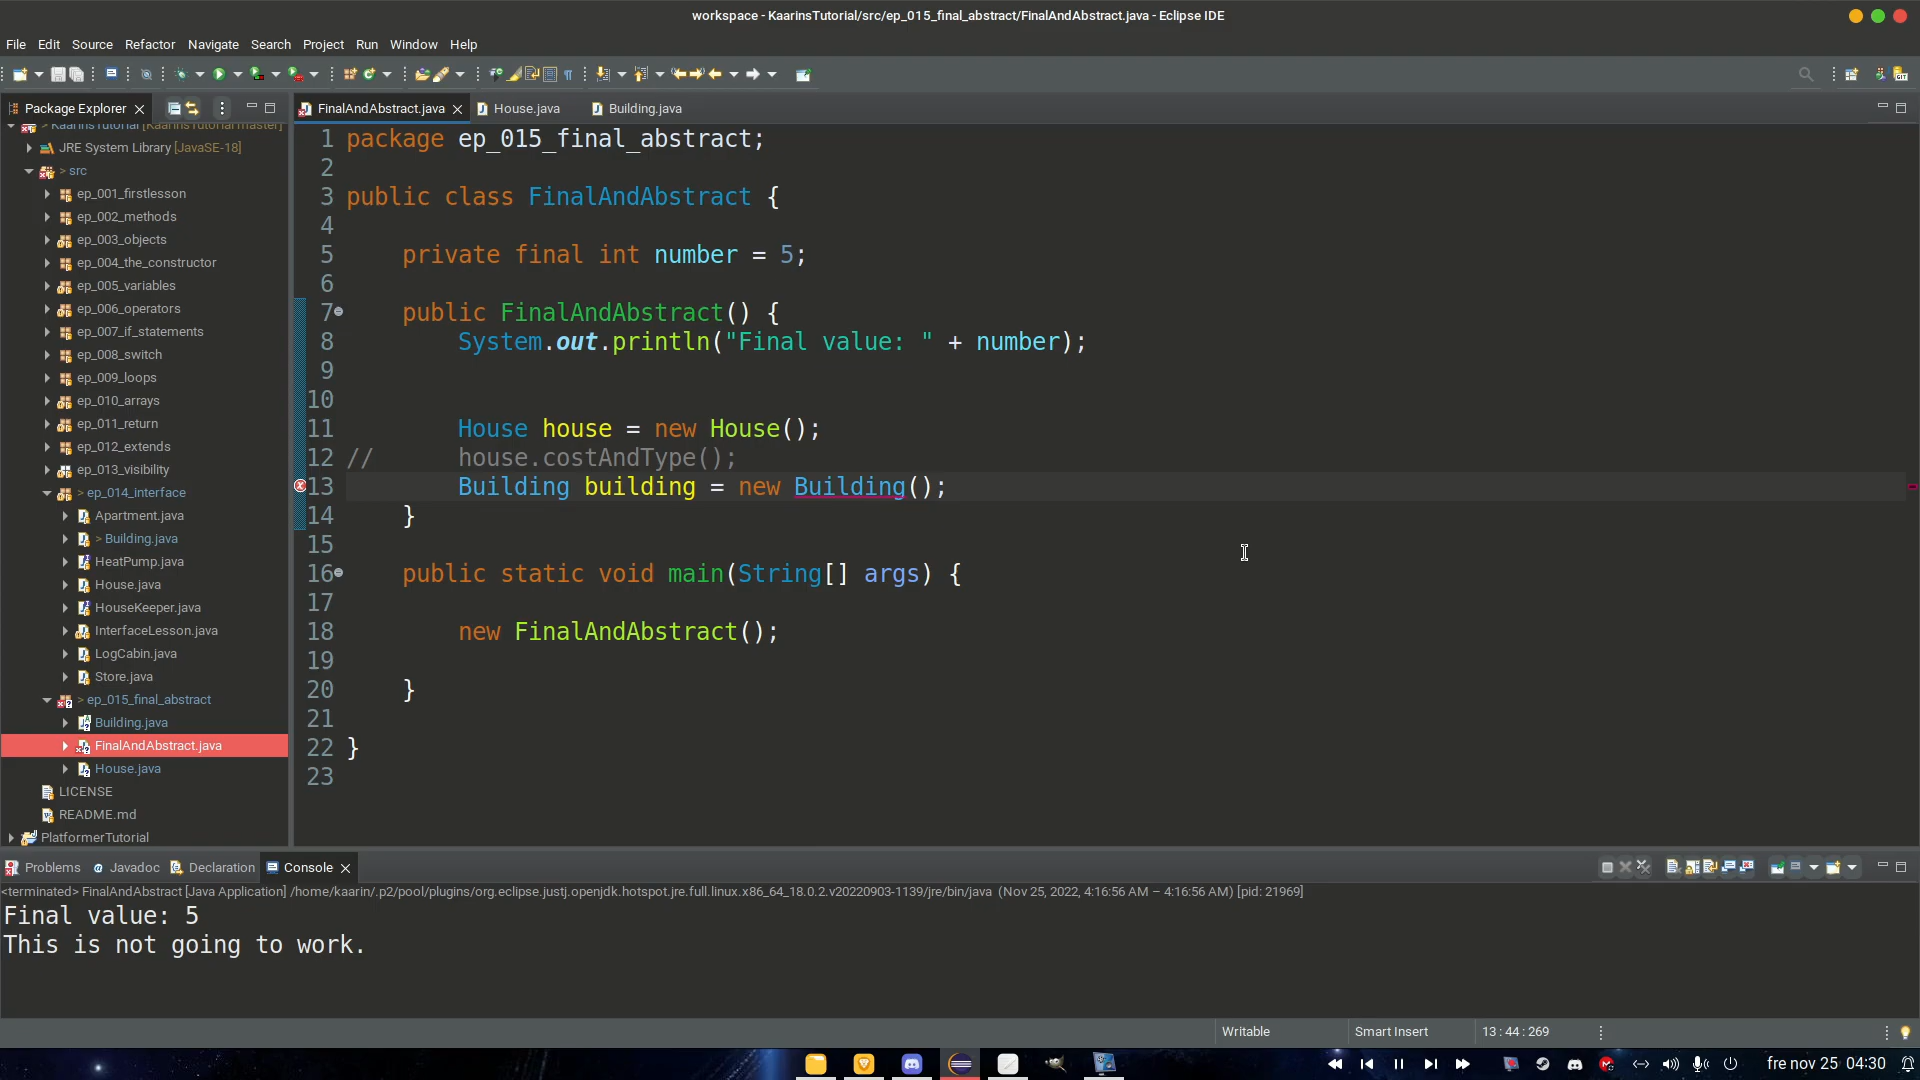 workspace - KaarinsTutorial/src/ep_015_final_abstract/FinalAndAbstract.java - Eclipse IDE
File Edit Source Refactor Navigate Search Project Run Window Help
Package Explorer
FinalAndAbstract.java House.java Building.java
> KaarinsTutorial [KaarinsTutorial master]
JRE System Library [JavaSE-18]
> src
ep_001_firstlesson
ep_002_methods
ep_003_objects
ep_004_the_constructor
ep_005_variables
ep_006_operators
ep_007_if_statements
ep_008_switch
ep_009_loops
ep_010_arrays
ep_011_return
ep_012_extends
ep_013_visibility
> ep_014_interface
Apartment.java
> Building.java
HeatPump.java
House.java
HouseKeeper.java
InterfaceLesson.java
LogCabin.java
Store.java
> ep_015_final_abstract
Building.java
FinalAndAbstract.java
House.java
LICENSE
README.md
PlatformerTutorial
1 package ep_015_final_abstract;
2
3 public class FinalAndAbstract {
4
5 private final int number = 5;
6
7 public FinalAndAbstract() {
8 System.out.println("Final value: " + number);
9
10
11 House house = new House();
12 // house.costAndType();
13 Building building = new Building();
14 }
15
16 public static void main(String[] args) {
17
18 new FinalAndAbstract();
19
20 }
21
22 }
23
Problems Javadoc Declaration Console
<terminated> FinalAndAbstract [Java Application] /home/kaarin/.p2/pool/plugins/org.eclipse.justj.openjdk.hotspot.jre.full.linux.x86_64_18.0.2.v20220903-1139/jre/bin/java (Nov 25, 2022, 4:16:56 AM – 4:16:56 AM) [pid: 21969]
Final value: 5
This is not going to work.
Writable Smart Insert 13 : 44 : 269
fre nov 25 04:30